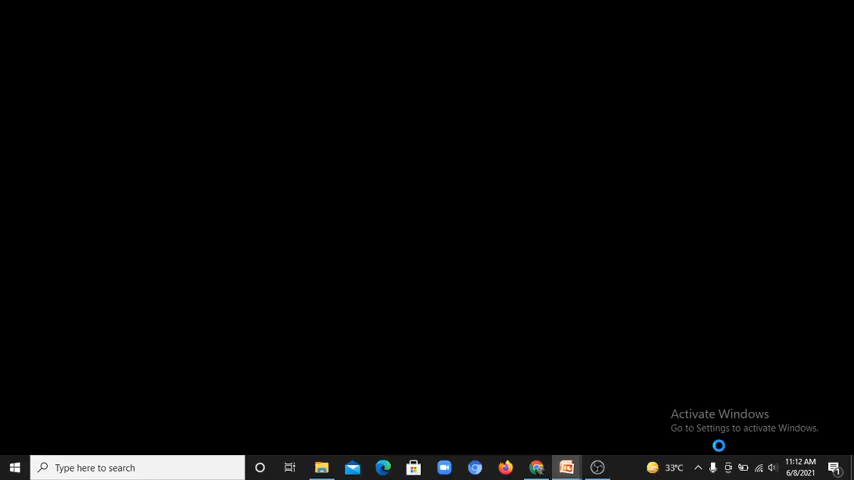 Activate Windows
Go to Settings to activate Windows.
Type here to search
33°C
11:12 AM
6/8/2021
1